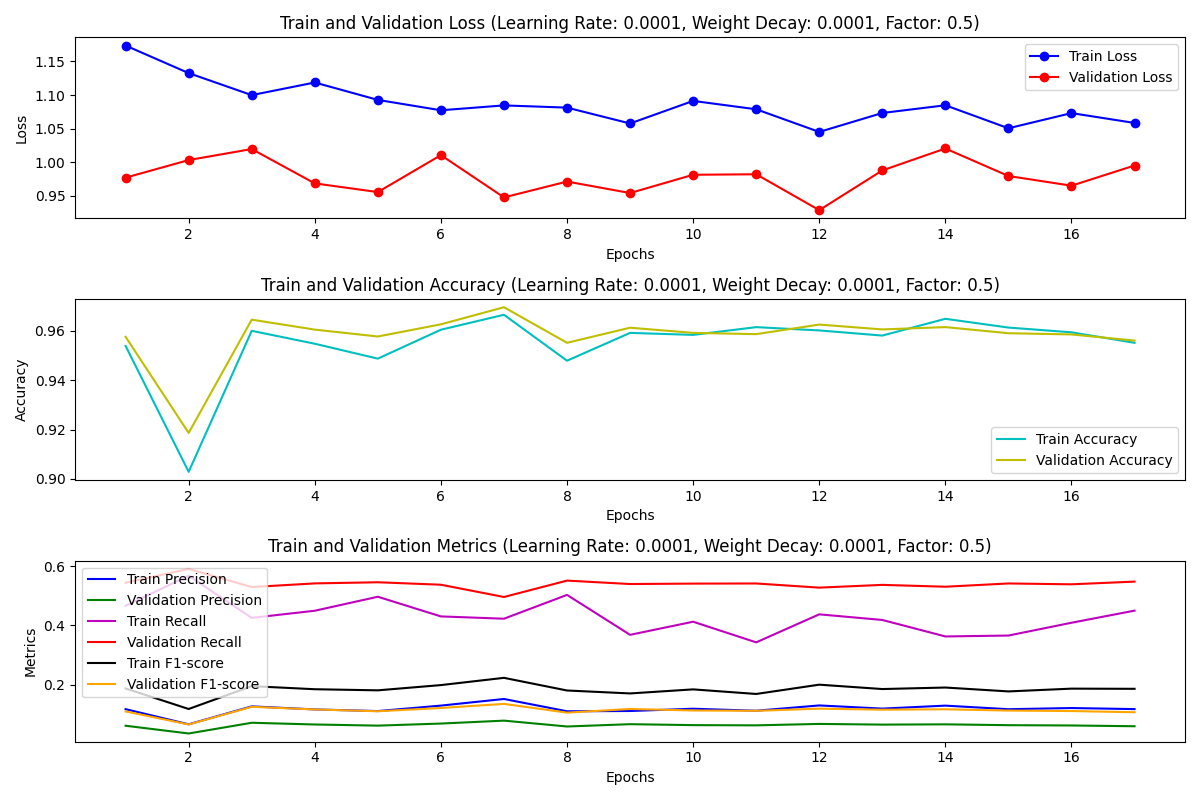 Train and Validation Loss (Learning Rate: 0.0001, Weight Decay: 0.0001, Factor: 0.5)
1.15
1.10
1.05
1.00
0.95
Loss
Train Loss
Validation Loss
2 4 6 8 10 12 14 16
Epochs
Train and Validation Accuracy (Learning Rate: 0.0001, Weight Decay: 0.0001, Factor: 0.5)
0.96
0.94
0.92
0.90
Accuracy
Train Accuracy
Validation Accuracy
2 4 6 8 10 12 14 16
Epochs
Train and Validation Metrics (Learning Rate: 0.0001, Weight Decay: 0.0001, Factor: 0.5)
0.6
0.4
0.2
Metrics
Train Precision
Validation Precision
Train Recall
Validation Recall
Train F1-score
Validation F1-score
2 4 6 8 10 12 14 16
Epochs